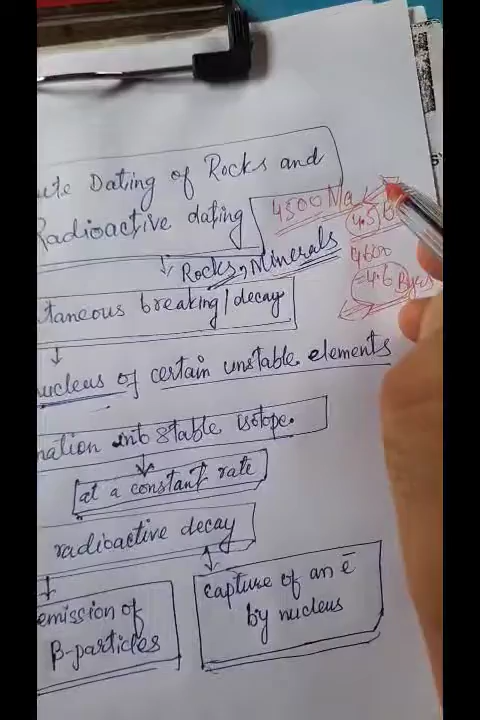 ute Dating of Rocks and
Radioactive dating
4500 Ma
4.5 b
Rocks, Minerals
4600
=4.6 Byrs
taneous breaking/decay
nucleus of certain unstable elements
mation into stable isotope.
at a constant rate
radioactive decay
emission of
β-particles
capture of an ē
by nucleus